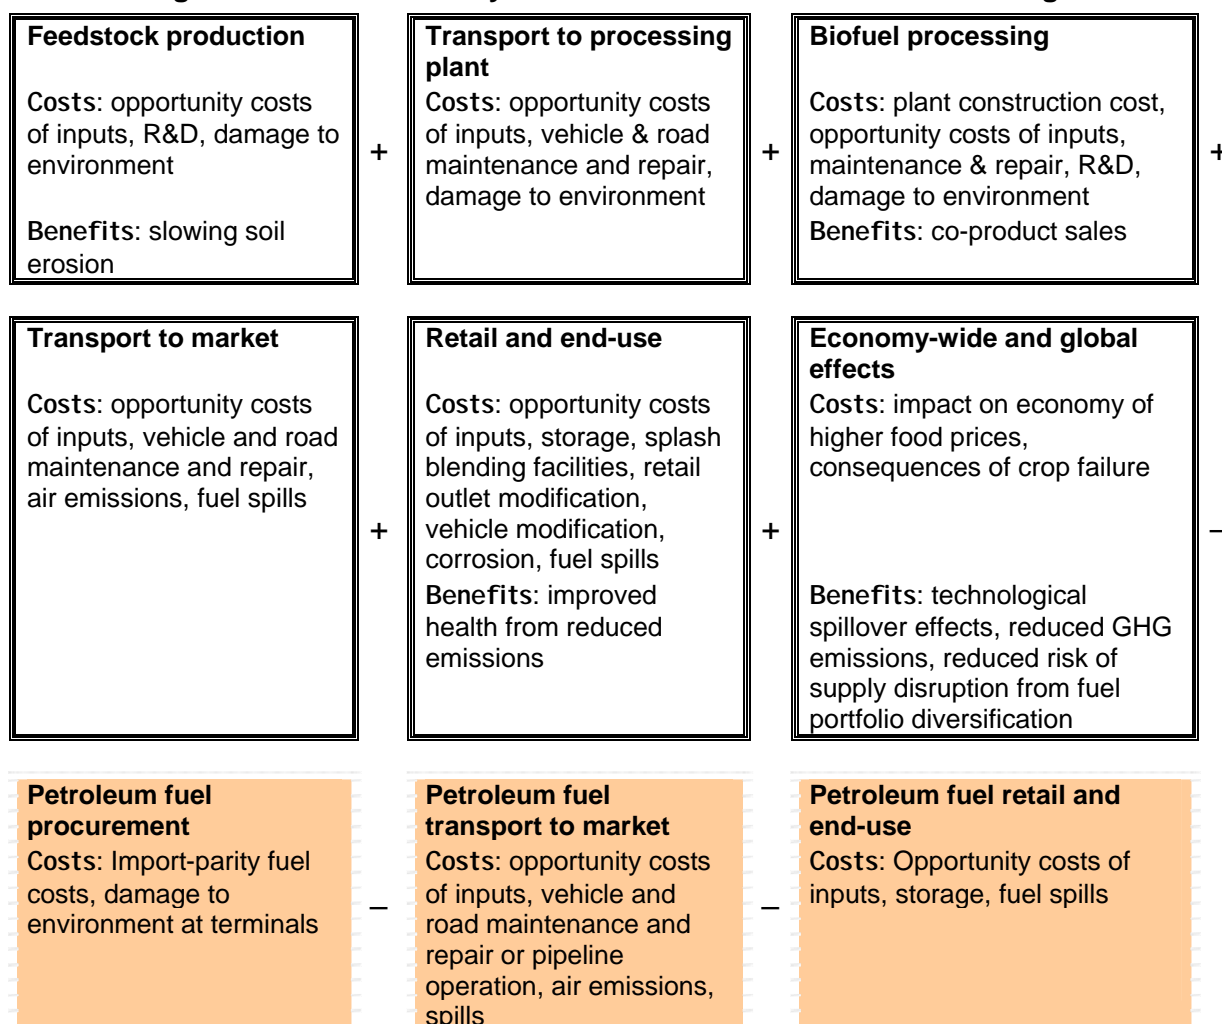 Feedstock production
Costs: opportunity costs
of inputs, R&D, damage to
environment
Benefits: slowing soil
erosion
+
Transport to processing
plant
Costs: opportunity costs
of inputs, vehicle & road
maintenance and repair,
damage to environment
+
Biofuel processing
Costs: plant construction cost,
opportunity costs of inputs,
maintenance & repair, R&D,
damage to environment
Benefits: co-product sales
+
Transport to market
Costs: opportunity costs
of inputs, vehicle and road
maintenance and repair,
air emissions, fuel spills
+
Retail and end-use
Costs: opportunity costs
of inputs, storage, splash
blending facilities, retail
outlet modification,
vehicle modification,
corrosion, fuel spills
Benefits: improved
health from reduced
emissions
+
Economy-wide and global
effects
Costs: impact on economy of
higher food prices,
consequences of crop failure
Benefits: technological
spillover effects, reduced GHG
emissions, reduced risk of
supply disruption from fuel
portfolio diversification
–
Petroleum fuel
procurement
Costs: Import-parity fuel
costs, damage to
environment at terminals
–
Petroleum fuel
transport to market
Costs: opportunity costs
of inputs, vehicle and
road maintenance and
repair or pipeline
operation, air emissions,
spills
–
Petroleum fuel retail and
end-use
Costs: Opportunity costs of
inputs, storage, fuel spills